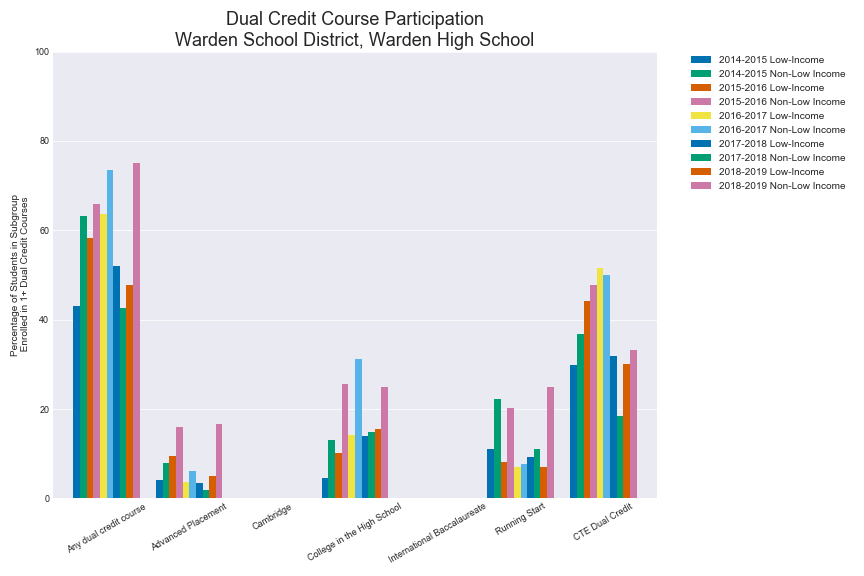 Dual Credit Course Participation
Warden School District, Warden High School
Percentage of Students in Subgroup
Enrolled in 1+ Dual Credit Courses
100
80
60
40
20
0
Any dual credit course
Advanced Placement
Cambridge
College in the High School
International Baccalaureate
Running Start
CTE Dual Credit
2014-2015 Low-Income
2014-2015 Non-Low Income
2015-2016 Low-Income
2015-2016 Non-Low Income
2016-2017 Low-Income
2016-2017 Non-Low Income
2017-2018 Low-Income
2017-2018 Non-Low Income
2018-2019 Low-Income
2018-2019 Non-Low Income